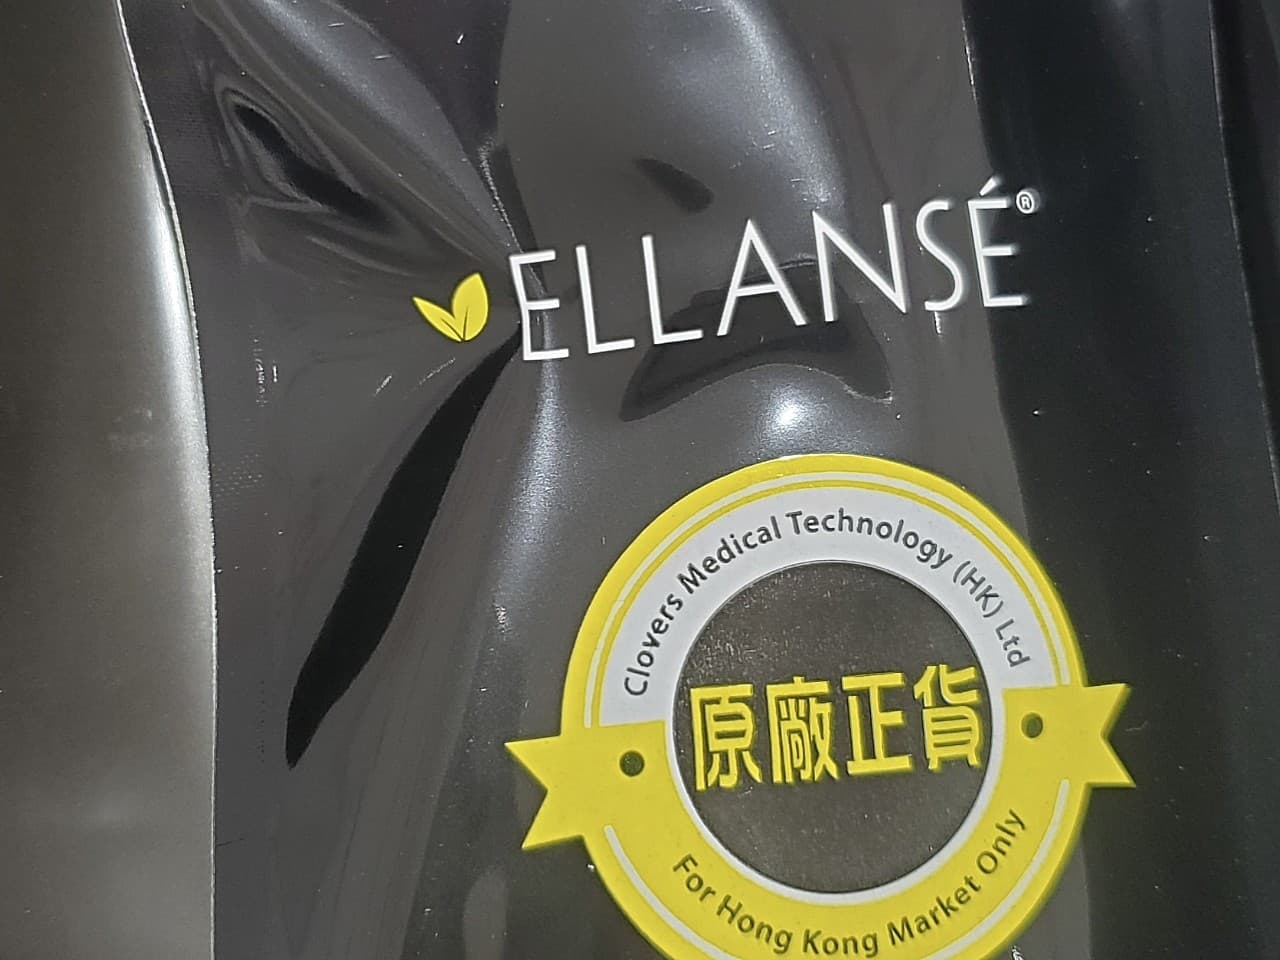 ELLANSÉ®
Clovers Medical Technology (HK) Ltd
原廠正貨
For Hong Kong Market Only